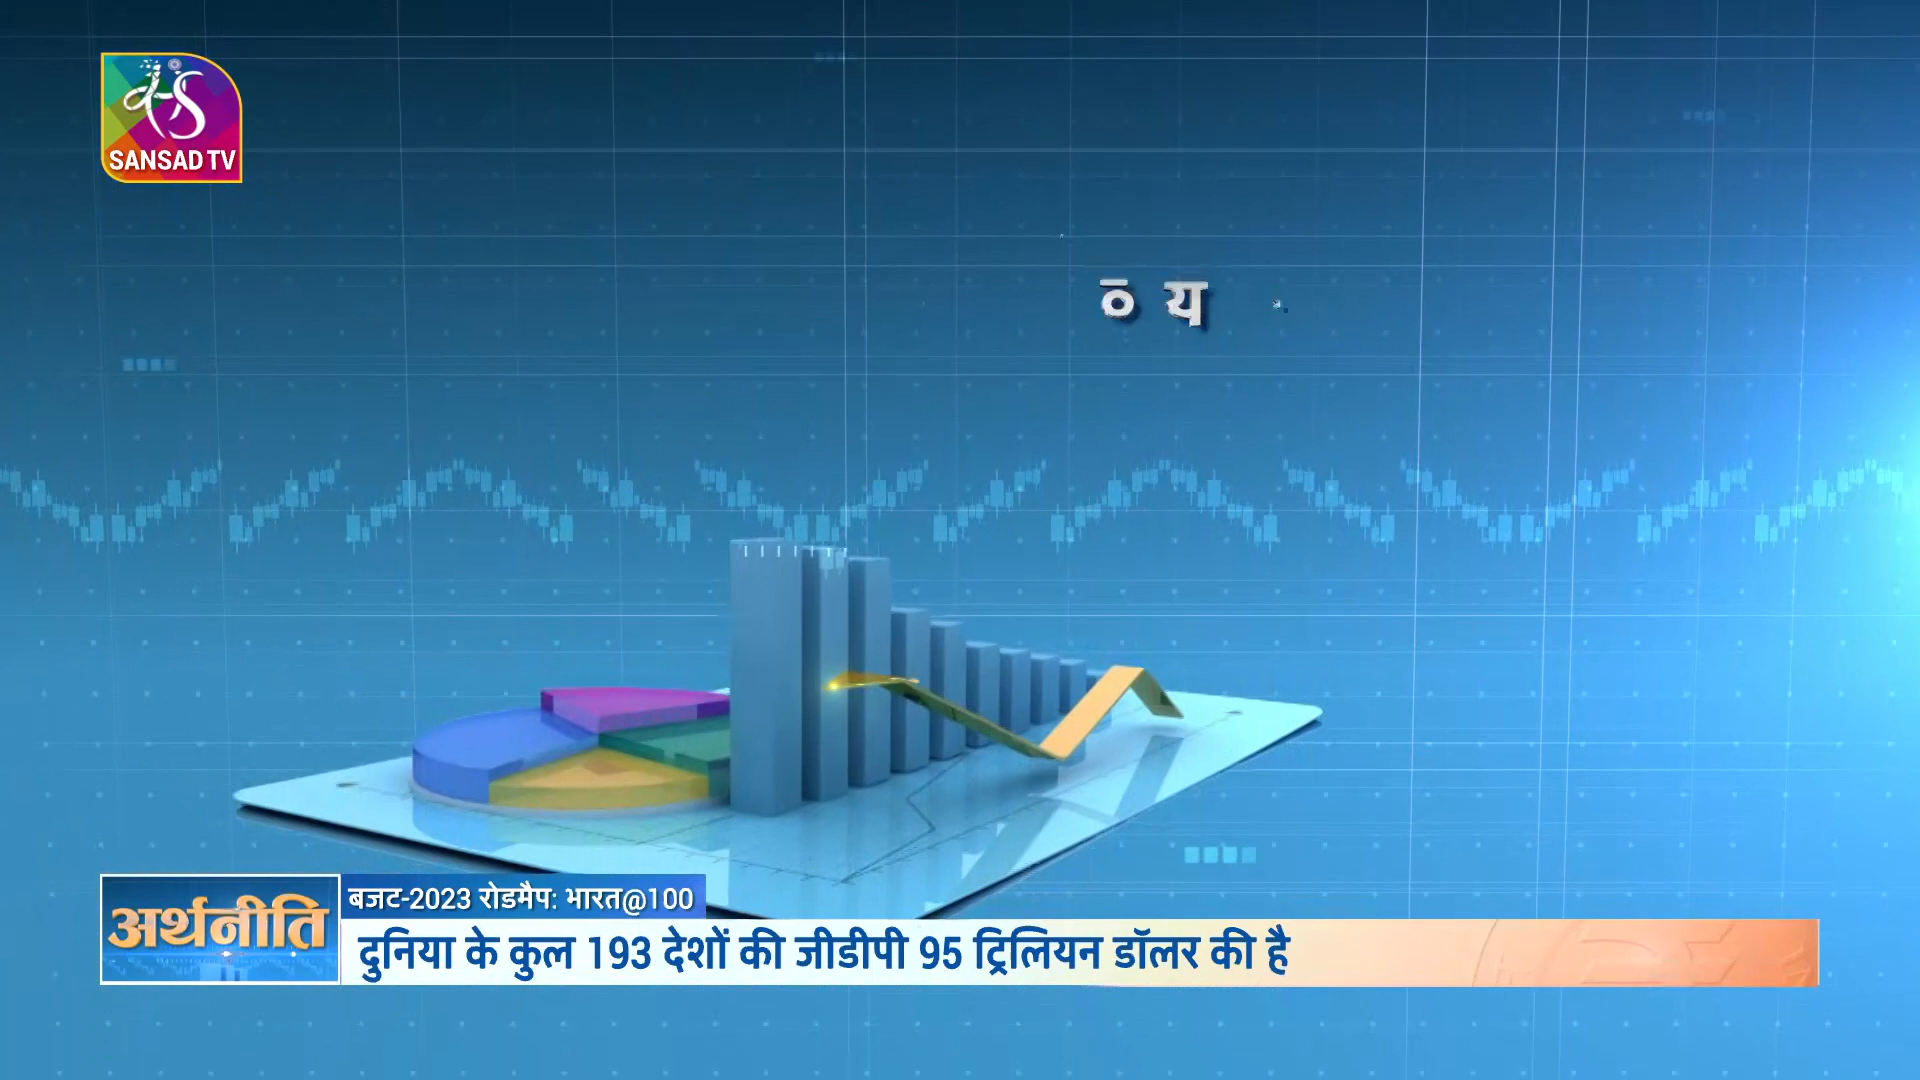 SANSAD TV
य
अर्थनीति
बजट-2023 रोडमैप: भारत@100
दुनिया के कुल 193 देशों की जीडीपी 95 ट्रिलियन डॉलर की है